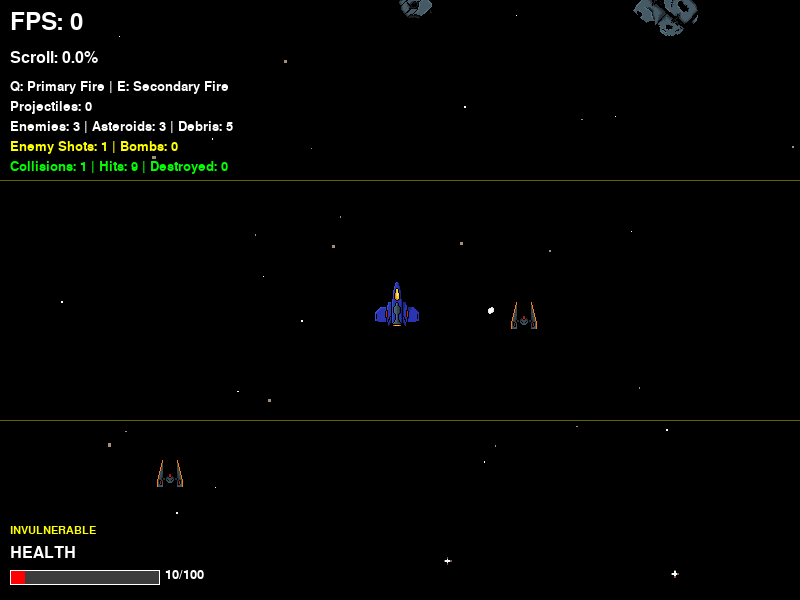 FPS: 0
Scroll: 0.0%
Q: Primary Fire | E: Secondary Fire
Projectiles: 0
Enemies: 3 | Asteroids: 3 | Debris: 5
Enemy Shots: 1 | Bombs: 0
Collisions: 1 | Hits: 9 | Destroyed: 0
INVULNERABLE
HEALTH
10/100